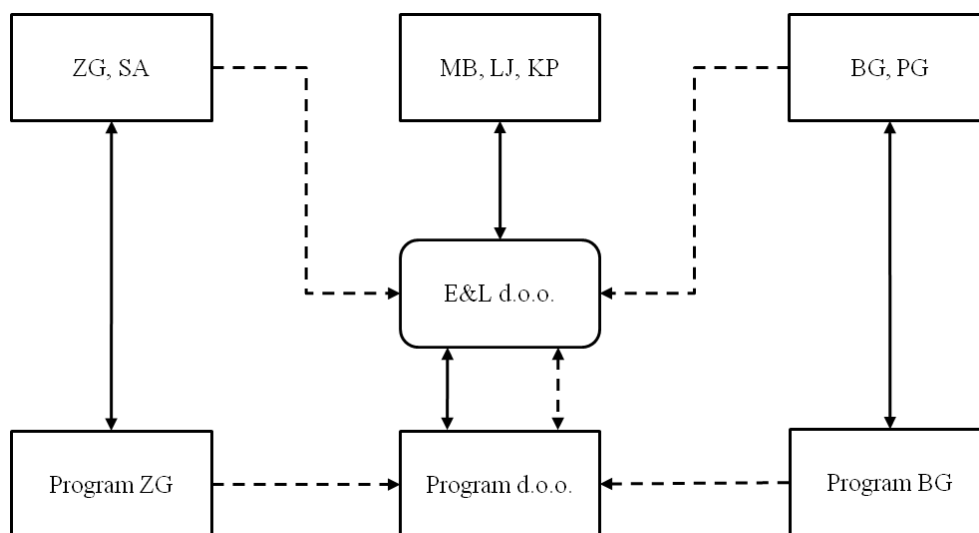 ZG, SA
MB, LJ, KP
BG, PG
E&L d.o.o.
Program ZG
Program d.o.o.
Program BG